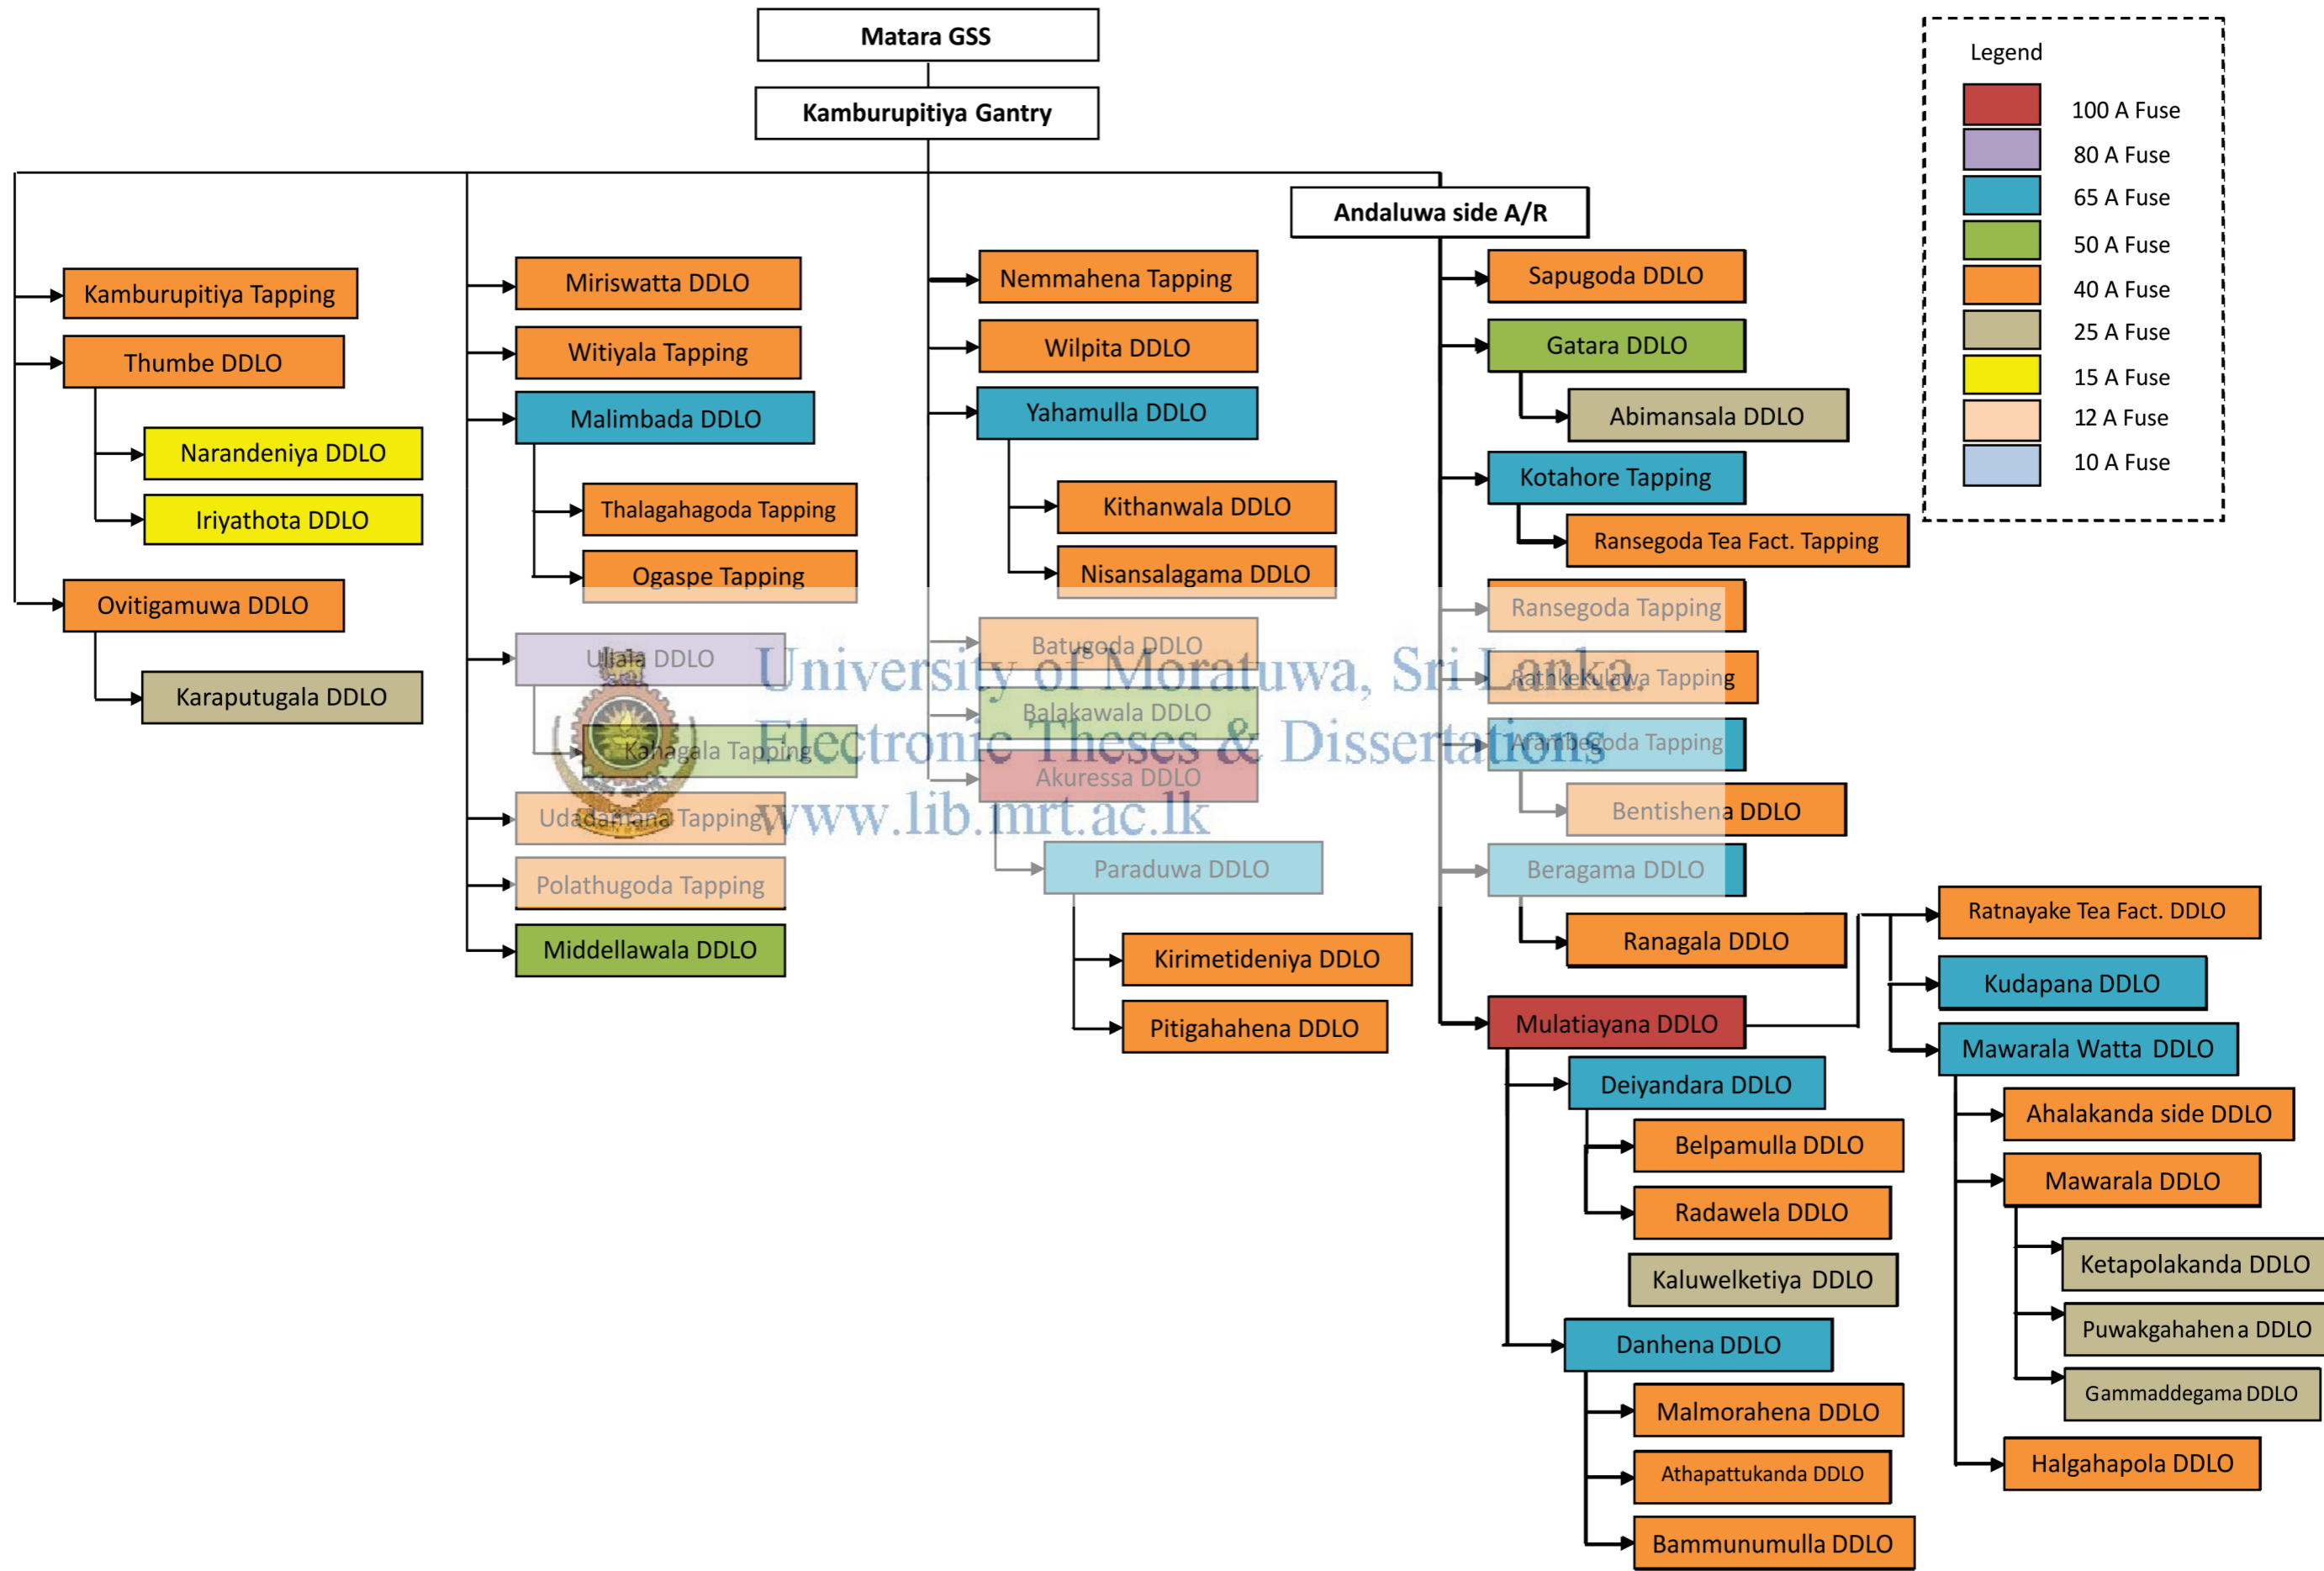 Matara GSS
Kamburupitiya Gantry
Andaluwa side A/R
Legend
100 A Fuse
80 A Fuse
65 A Fuse
50 A Fuse
40 A Fuse
25 A Fuse
15 A Fuse
12 A Fuse
10 A Fuse
Kamburupitiya Tapping
Thumbe DDLO
Narandeniya DDLO
Iriyathota DDLO
Ovitigamuwa DDLO
Karaputugala DDLO
Miriswatta DDLO
Witiyala Tapping
Malimbada DDLO
Thalagahagoda Tapping
Ogaspe Tapping
DDLO
Kahagala Tapping
Udadamana Tapping
Polathugoda Tapping
Middellawala DDLO
Nemmahena Tapping
Wilpita DDLO
Yahamulla DDLO
Kithanwala DDLO
Nisansalagama DDLO
Batugoda DDLO
Balakawala DDLO
Akuressa DDLO
Paraduwa DDLO
Kirimetideniya DDLO
Pitigahahena DDLO
University of Moratuwa, Sri Lanka.
Electronic Theses & Dissertations
www.lib.mrt.ac.lk
Sapugoda DDLO
Gatara DDLO
Abimansala DDLO
Kotahore Tapping
Ransegoda Tea Fact. Tapping
Ransegoda Tapping
Rathkekulawa Tapping
Arambegoda Tapping
Bentishena DDLO
Beragama DDLO
Ranagala DDLO
Mulatiayana DDLO
Deiyandara DDLO
Belpamulla DDLO
Radawela DDLO
Kaluwelketiya DDLO
Danhena DDLO
Malmorahena DDLO
Athapattukanda DDLO
Bammunumulla DDLO
Ratnayake Tea Fact. DDLO
Kudapana DDLO
Mawarala Watta DDLO
Ahalakanda side DDLO
Mawarala DDLO
Ketapolakanda DDLO
Puwakgahahena DDLO
Gammaddegama DDLO
Halgahapola DDLO